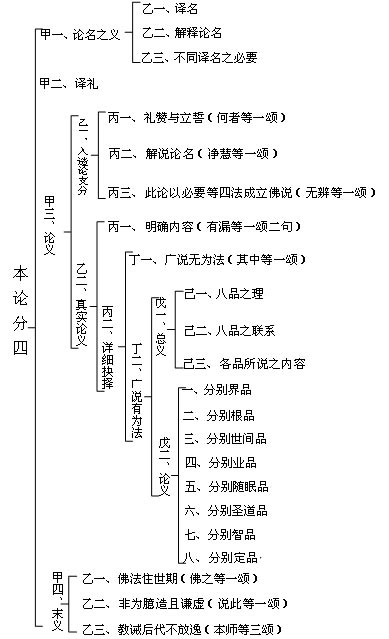 本论分四
甲一、论名之义
乙一、译名
乙二、解释论名
乙三、不同译名之必要
甲二、译礼
甲三、论义
乙一、入谈论支分
丙一、礼赞与立誓（何者等一颂）
丙二、解说论名（净慧等一颂）
丙三、此论以必要等四法成立佛说（无辨等一颂）
乙二、真实论义
丙一、明确内容（有漏等一颂二句）
丙二、详细抉择
丁一、广说无为法（其中等一颂）
丁二、广说有为法
戊一、总义
己一、八品之理
己二、八品之联系
己三、各品所说之内容
戊二、论义
一、分别界品
二、分别根品
三、分别世间品
四、分别业品
五、分别随眠品
六、分别圣道品
七、分别智品
八、分别定品
甲四、末义
乙一、佛法住世期（佛之等一颂）
乙二、非为臆造且谦虚（说此等一颂）
乙三、教诫后代不放逸（本师等三颂）